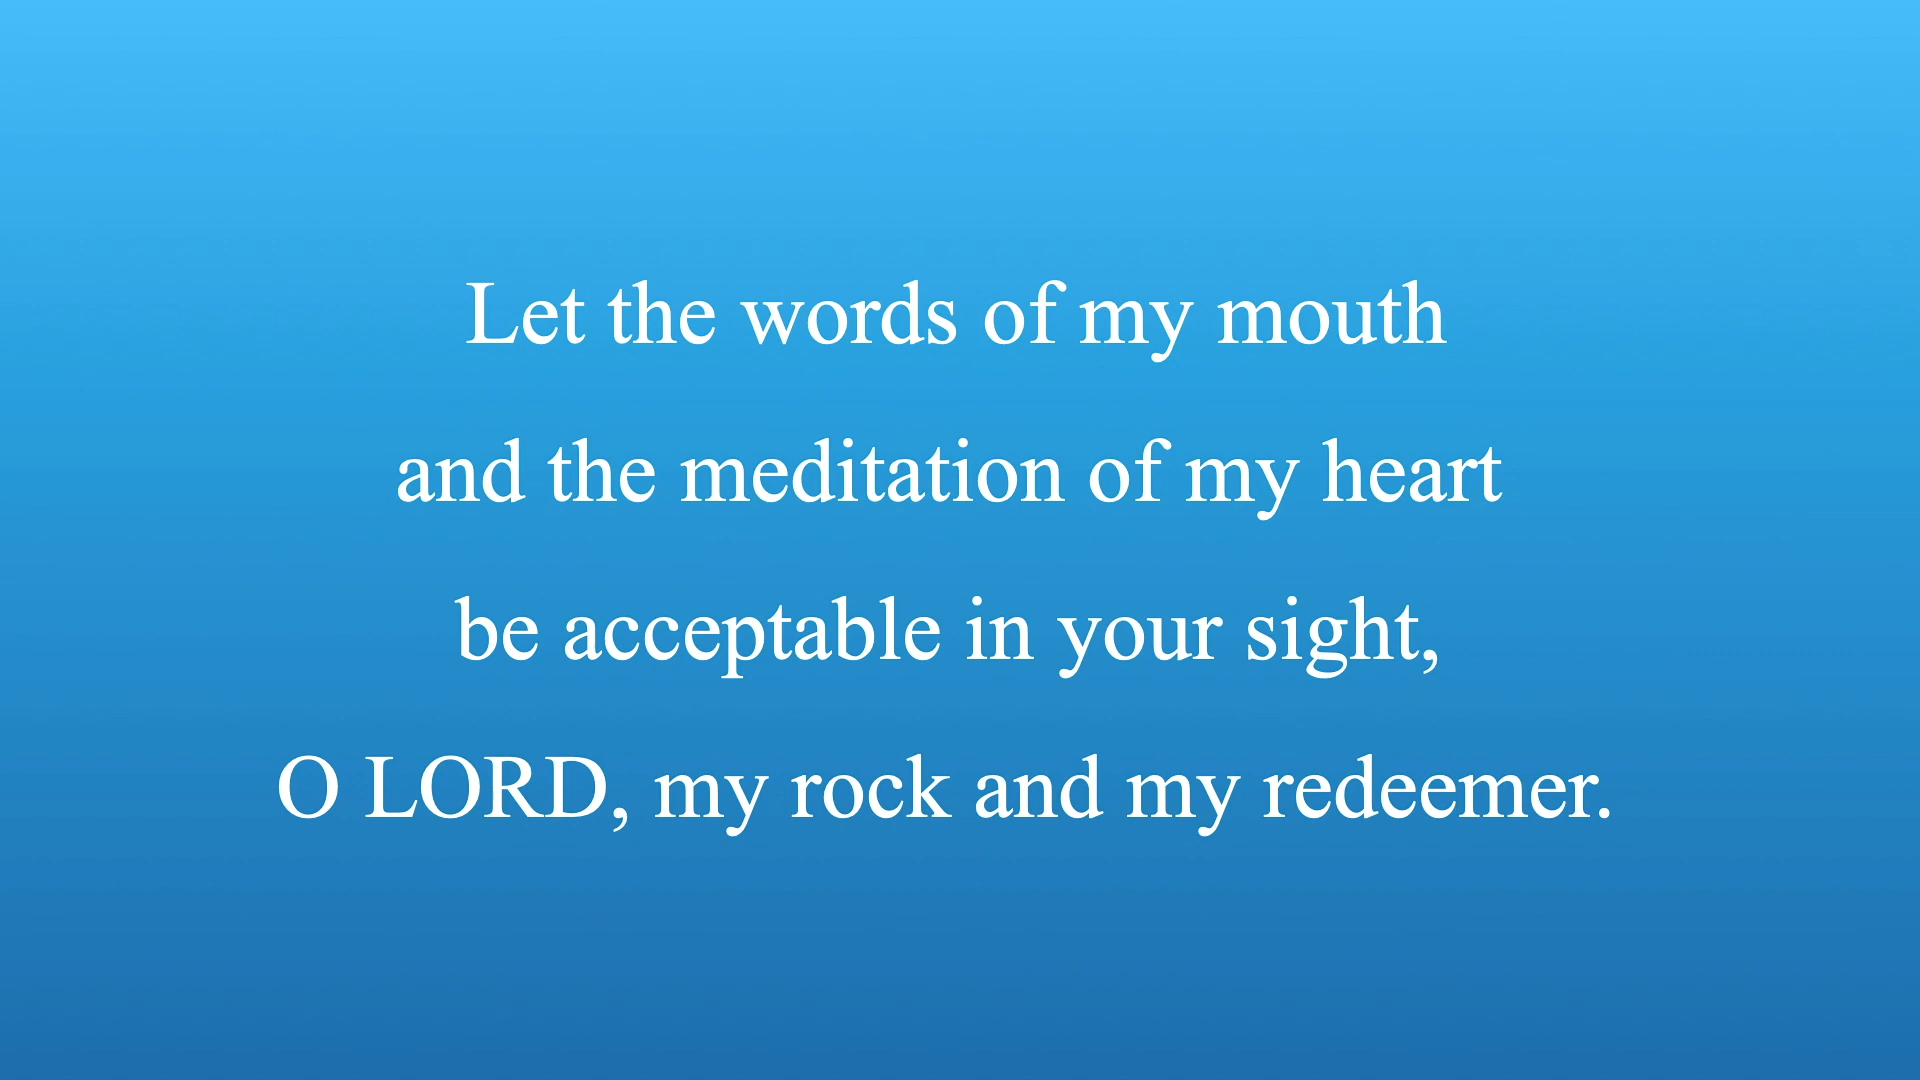 Let the words of my mouth
and the meditation of my heart
be acceptable in your sight,
O LORD, my rock and my redeemer.